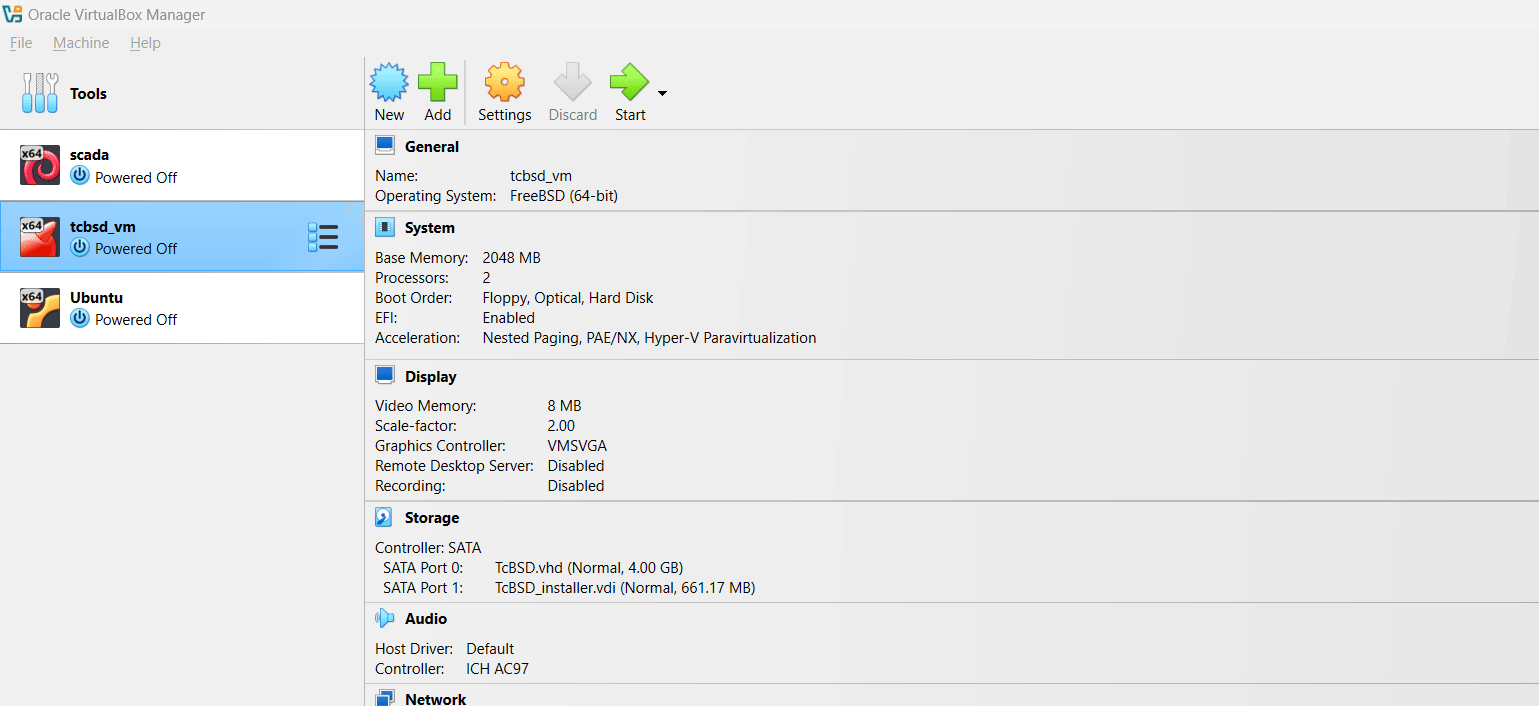 Oracle VirtualBox Manager
File Machine Help
Tools
New Add Settings Discard Start
x64 scada
Powered Off
x64 tcbsd_vm
Powered Off
x64 Ubuntu
Powered Off
General
Name: tcbsd_vm
Operating System: FreeBSD (64-bit)
System
Base Memory: 2048 MB
Processors: 2
Boot Order: Floppy, Optical, Hard Disk
EFI: Enabled
Acceleration: Nested Paging, PAE/NX, Hyper-V Paravirtualization
Display
Video Memory: 8 MB
Scale-factor: 2.00
Graphics Controller: VMSVGA
Remote Desktop Server: Disabled
Recording: Disabled
Storage
Controller: SATA
SATA Port 0: TcBSD.vhd (Normal, 4.00 GB)
SATA Port 1: TcBSD_installer.vdi (Normal, 661.17 MB)
Audio
Host Driver: Default
Controller: ICH AC97
Network